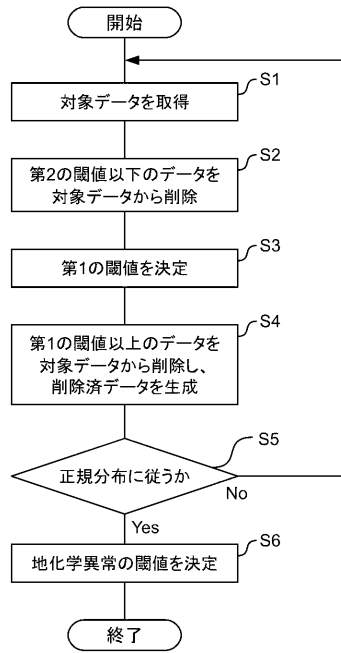 開始
S1
対象データを取得
S2
第2の閾値以下のデータを
対象データから削除
S3
第1の閾値を決定
S4
第1の閾値以上のデータを
対象データから削除し、
削除済データを生成
S5
正規分布に従うか
No
Yes
S6
地化学異常の閾値を決定
終了